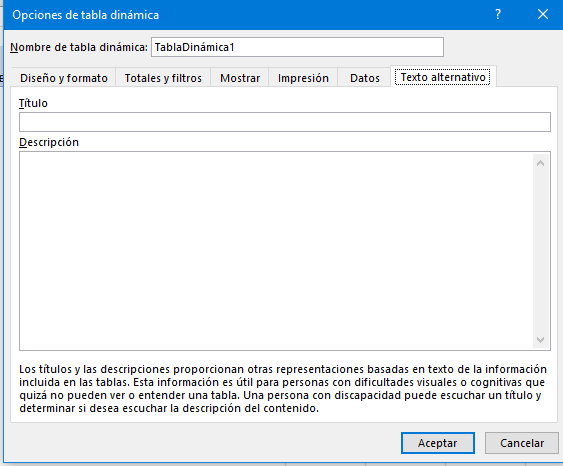 Opciones de tabla dinámica
?
Nombre de tabla dinámica: TablaDinámica1
Diseño y formato Totales y filtros Mostrar Impresión Datos Texto alternativo
Título
Descripción
Los títulos y las descripciones proporcionan otras representaciones basadas en texto de la información
incluida en las tablas. Esta información es útil para personas con dificultades visuales o cognitivas que
quizá no pueden ver o entender una tabla. Una persona con discapacidad puede escuchar un título y
determinar si desea escuchar la descripción del contenido.
Aceptar Cancelar